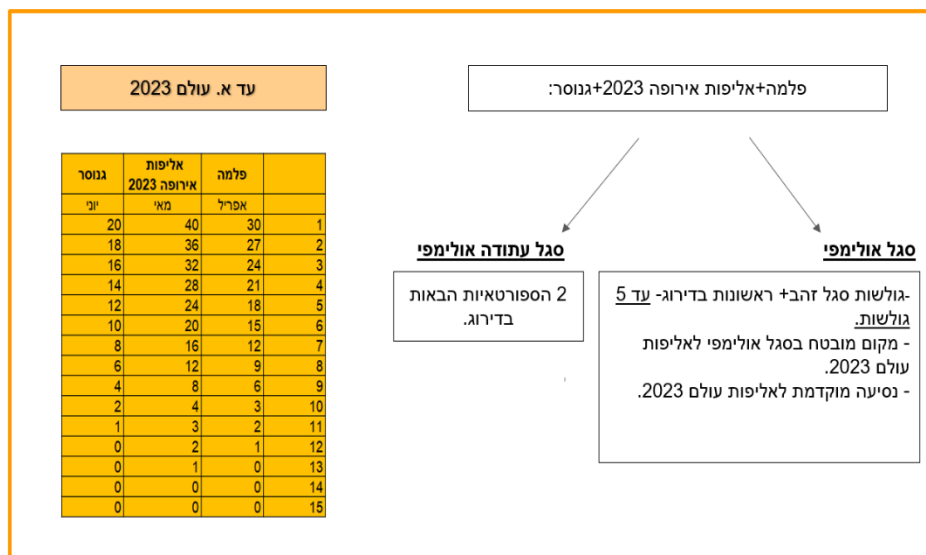 פלמה+אליפות אירופה 2023+גנוסר:
עד א. עולם 2023
סגל אולימפי
-גולשות סגל זהב+ ראשונות בדירוג- עד 5
גולשות.
- מקום מובטח בסגל אולימפי לאליפות
עולם 2023.
- נסיעה מוקדמת לאליפות עולם 2023.
סגל עתודה אולימפי
2 הספורטאיות הבאות
בדירוג.
פלמה אליפות אירופה 2023 גנוסר
אפריל מאי יוני
1 30 40 20
2 27 36 18
3 24 32 16
4 21 28 14
5 18 24 12
6 15 20 10
7 12 16 8
8 9 12 6
9 6 8 4
10 3 4 2
11 2 3 1
12 1 2 0
13 0 1 0
14 0 0 0
15 0 0 0